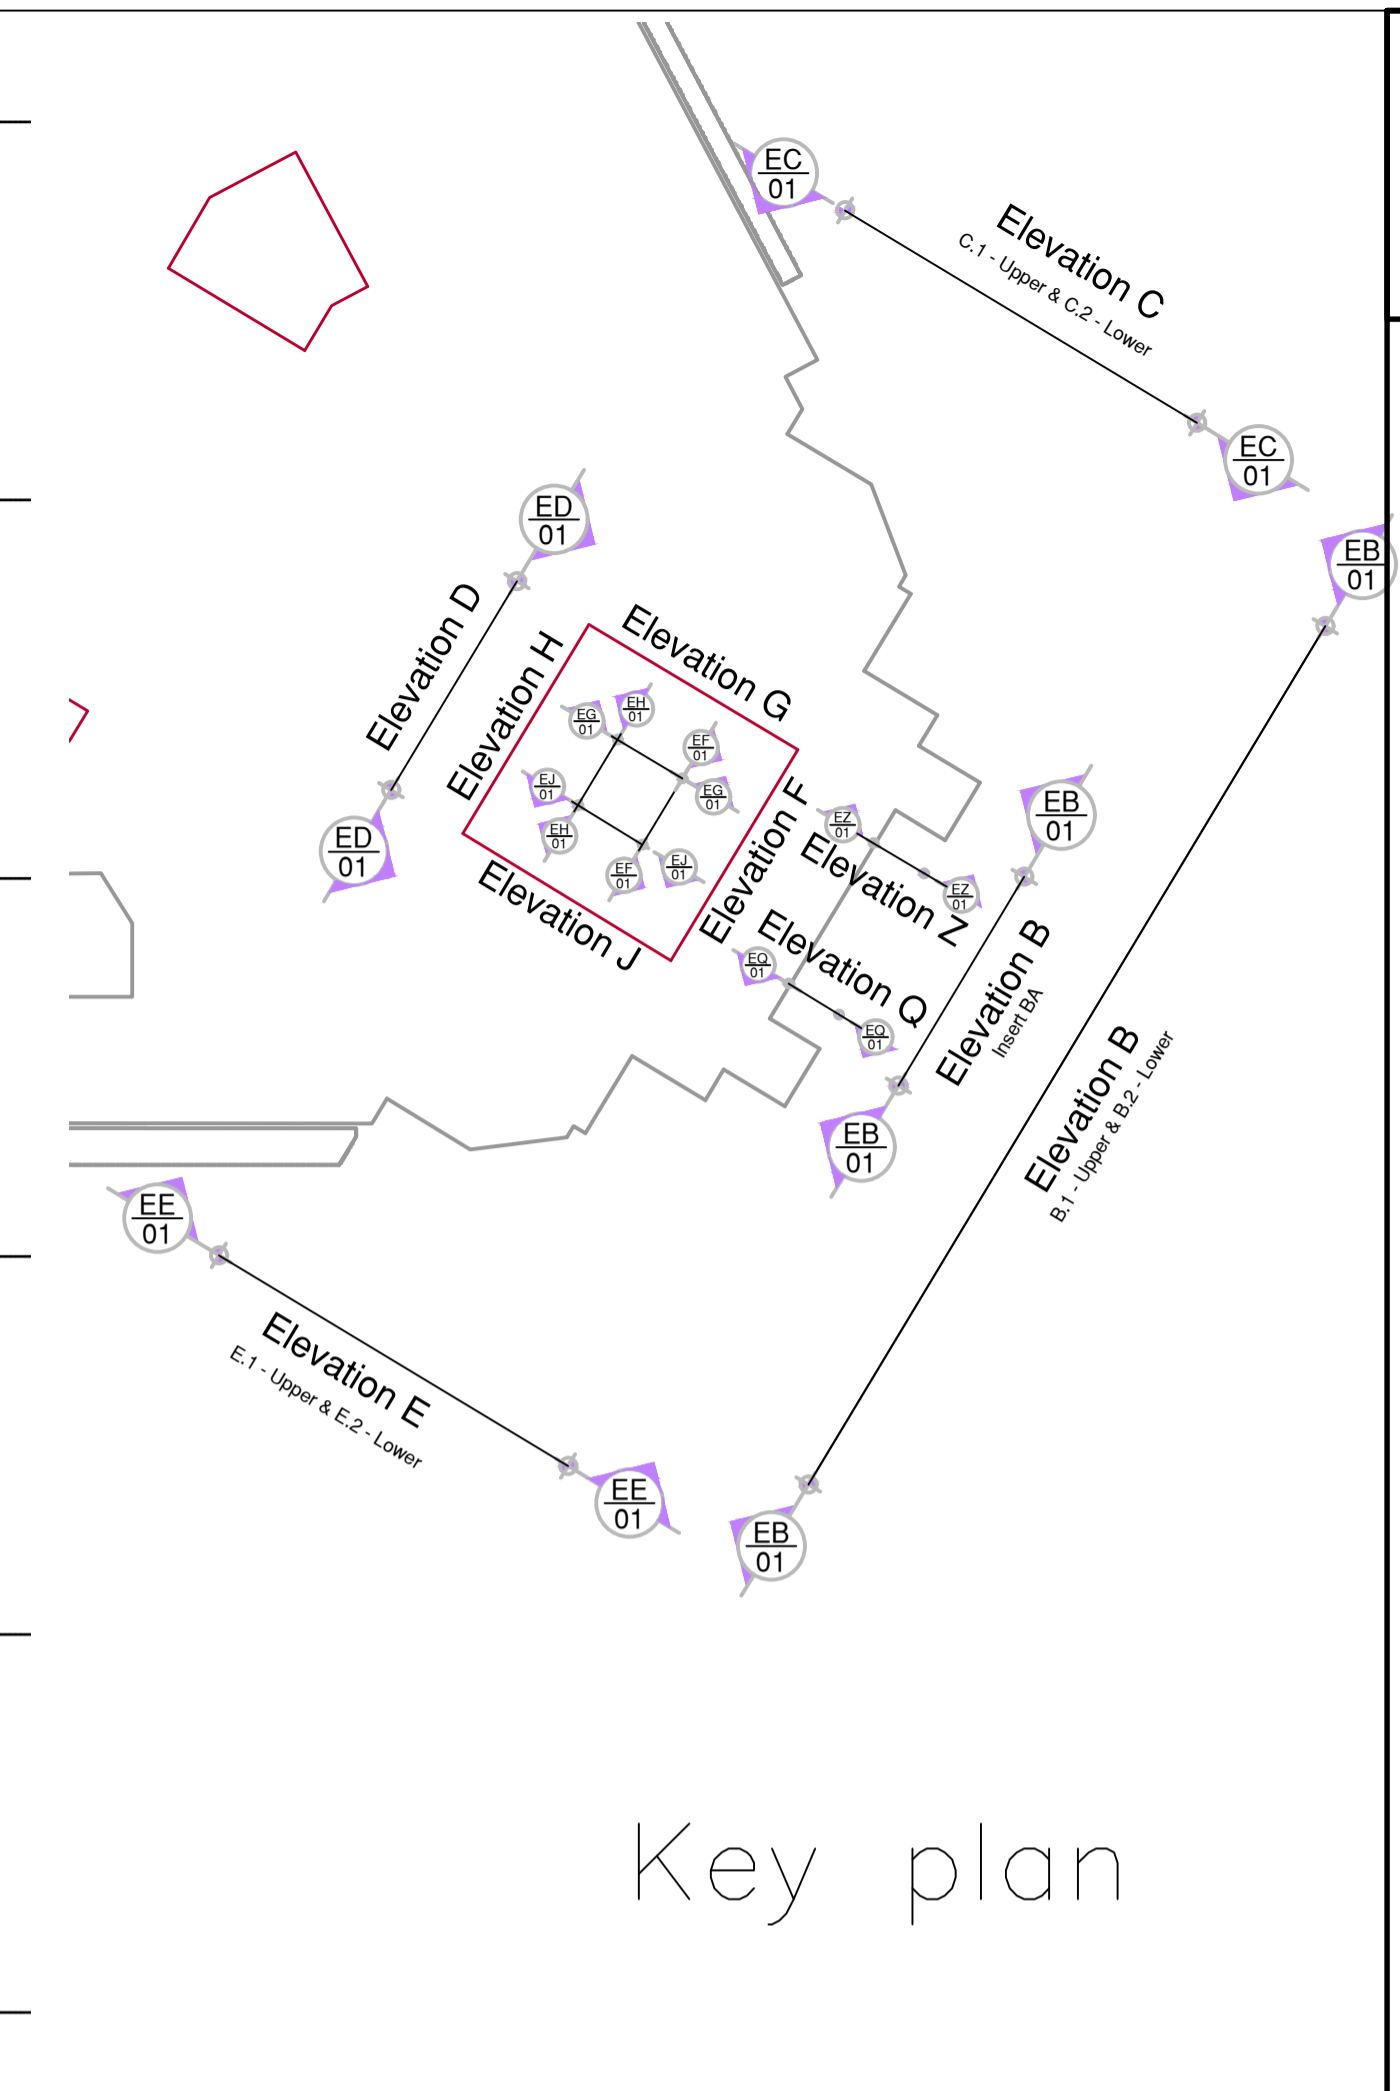 EC
01
Elevation C
C.1 - Upper & C.2 - Lower
EC
01
ED
01
Elevation D
ED
01
EB
01
Elevation G
Elevation H
EG
01
EH
01
EF
01
EG
01
EJ
01
EH
01
EF
01
EJ
01
Elevation J
Elevation F
EZ
01
Elevation Z
EZ
01
EB
01
Elevation Q
EQ
01
EQ
01
Elevation B
Insert BA
EB
01
Elevation B
B.1 - Upper & B.2 - Lower
EE
01
Elevation E
E.1 - Upper & E.2 - Lower
EE
01
EB
01
Key plan